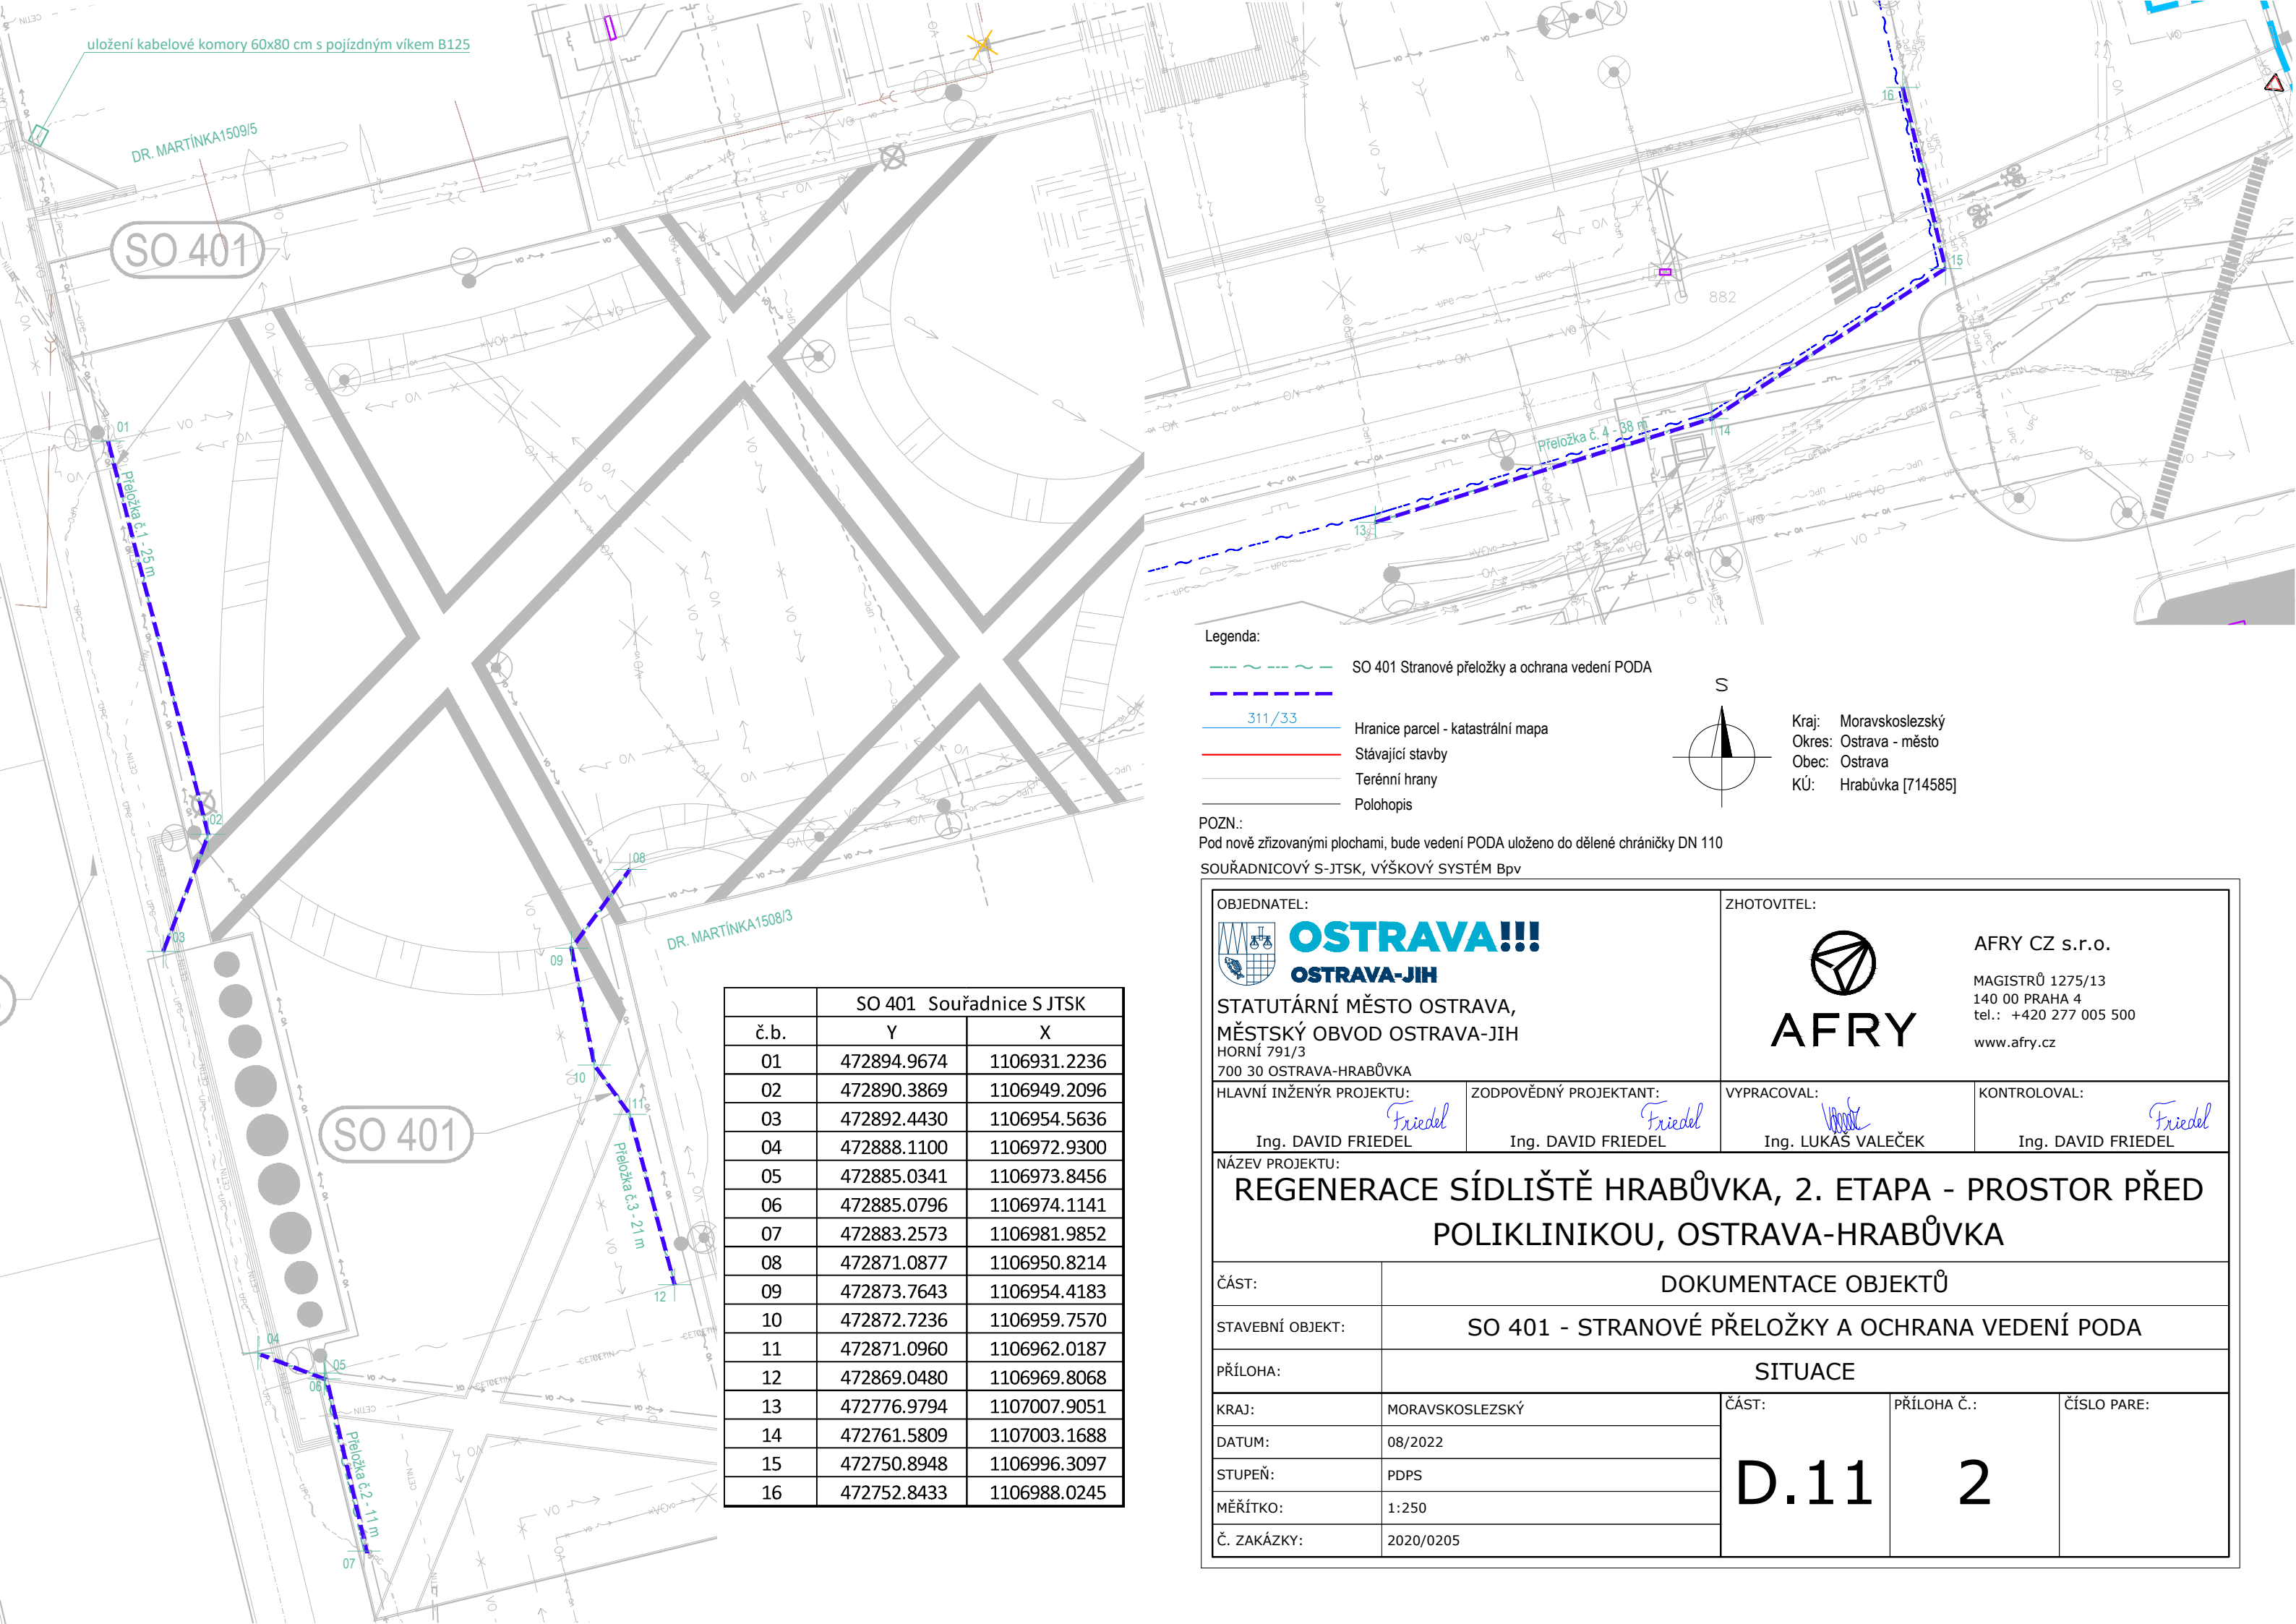 uložení kabelové komory 60x80 cm s pojízdným víkem B125
DR. MARTÍNKA1509/5
SO 401
01
Přeložka č.1 - 25 m
02
03
08
09
DR. MARTÍNKA1508/3
10
11
SO 401
Přeložka č.3 - 21 m
12
04
05
06
Přeložka č.2 - 11 m
07
16
15
882
Přeložka č. 4 - 38 m
14
13
SO 401 Souřadnice S JTSK
č.b. Y X
01 472894.9674 1106931.2236
02 472890.3869 1106949.2096
03 472892.4430 1106954.5636
04 472888.1100 1106972.9300
05 472885.0341 1106973.8456
06 472885.0796 1106974.1141
07 472883.2573 1106981.9852
08 472871.0877 1106950.8214
09 472873.7643 1106954.4183
10 472872.7236 1106959.7570
11 472871.0960 1106962.0187
12 472869.0480 1106969.8068
13 472776.9794 1107007.9051
14 472761.5809 1107003.1688
15 472750.8948 1106996.3097
16 472752.8433 1106988.0245
Legenda:
SO 401 Stranové přeložky a ochrana vedení PODA
311/33
Hranice parcel - katastrální mapa
Stávající stavby
Terénní hrany
Polohopis
S
Kraj: Moravskoslezský
Okres: Ostrava - město
Obec: Ostrava
KÚ: Hrabůvka [714585]
POZN.:
Pod nově zřizovanými plochami, bude vedení PODA uloženo do dělené chráničky DN 110
SOUŘADNICOVÝ S-JTSK, VÝŠKOVÝ SYSTÉM Bpv
OBJEDNATEL:
OSTRAVA!!!
OSTRAVA-JIH
STATUTÁRNÍ MĚSTO OSTRAVA,
MĚSTSKÝ OBVOD OSTRAVA-JIH
HORNÍ 791/3
700 30 OSTRAVA-HRABŮVKA
ZHOTOVITEL:
AFRY
AFRY CZ s.r.o.
MAGISTRŮ 1275/13
140 00 PRAHA 4
tel.: +420 277 005 500
www.afry.cz
HLAVNÍ INŽENÝR PROJEKTU:
Friedel
Ing. DAVID FRIEDEL
ZODPOVĚDNÝ PROJEKTANT:
Friedel
Ing. DAVID FRIEDEL
VYPRACOVAL:
Ing. LUKÁŠ VALEČEK
KONTROLOVAL:
Friedel
Ing. DAVID FRIEDEL
NÁZEV PROJEKTU:
REGENERACE SÍDLIŠTĚ HRABŮVKA, 2. ETAPA - PROSTOR PŘED
POLIKLINIKOU, OSTRAVA-HRABŮVKA
ČÁST: DOKUMENTACE OBJEKTŮ
STAVEBNÍ OBJEKT: SO 401 - STRANOVÉ PŘELOŽKY A OCHRANA VEDENÍ PODA
PŘÍLOHA: SITUACE
KRAJ: MORAVSKOSLEZSKÝ
DATUM: 08/2022
STUPEŇ: PDPS
MĚŘÍTKO: 1:250
Č. ZAKÁZKY: 2020/0205
ČÁST:
D.11
PŘÍLOHA Č.:
2
ČÍSLO PARE: